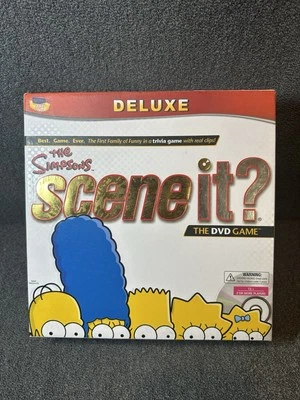 DELUXE
Best. Game. Ever. The First Family of Funny in a trivia game with real clips!
THE
SIMPSONS
scene it?
THE DVD GAME
WARNING